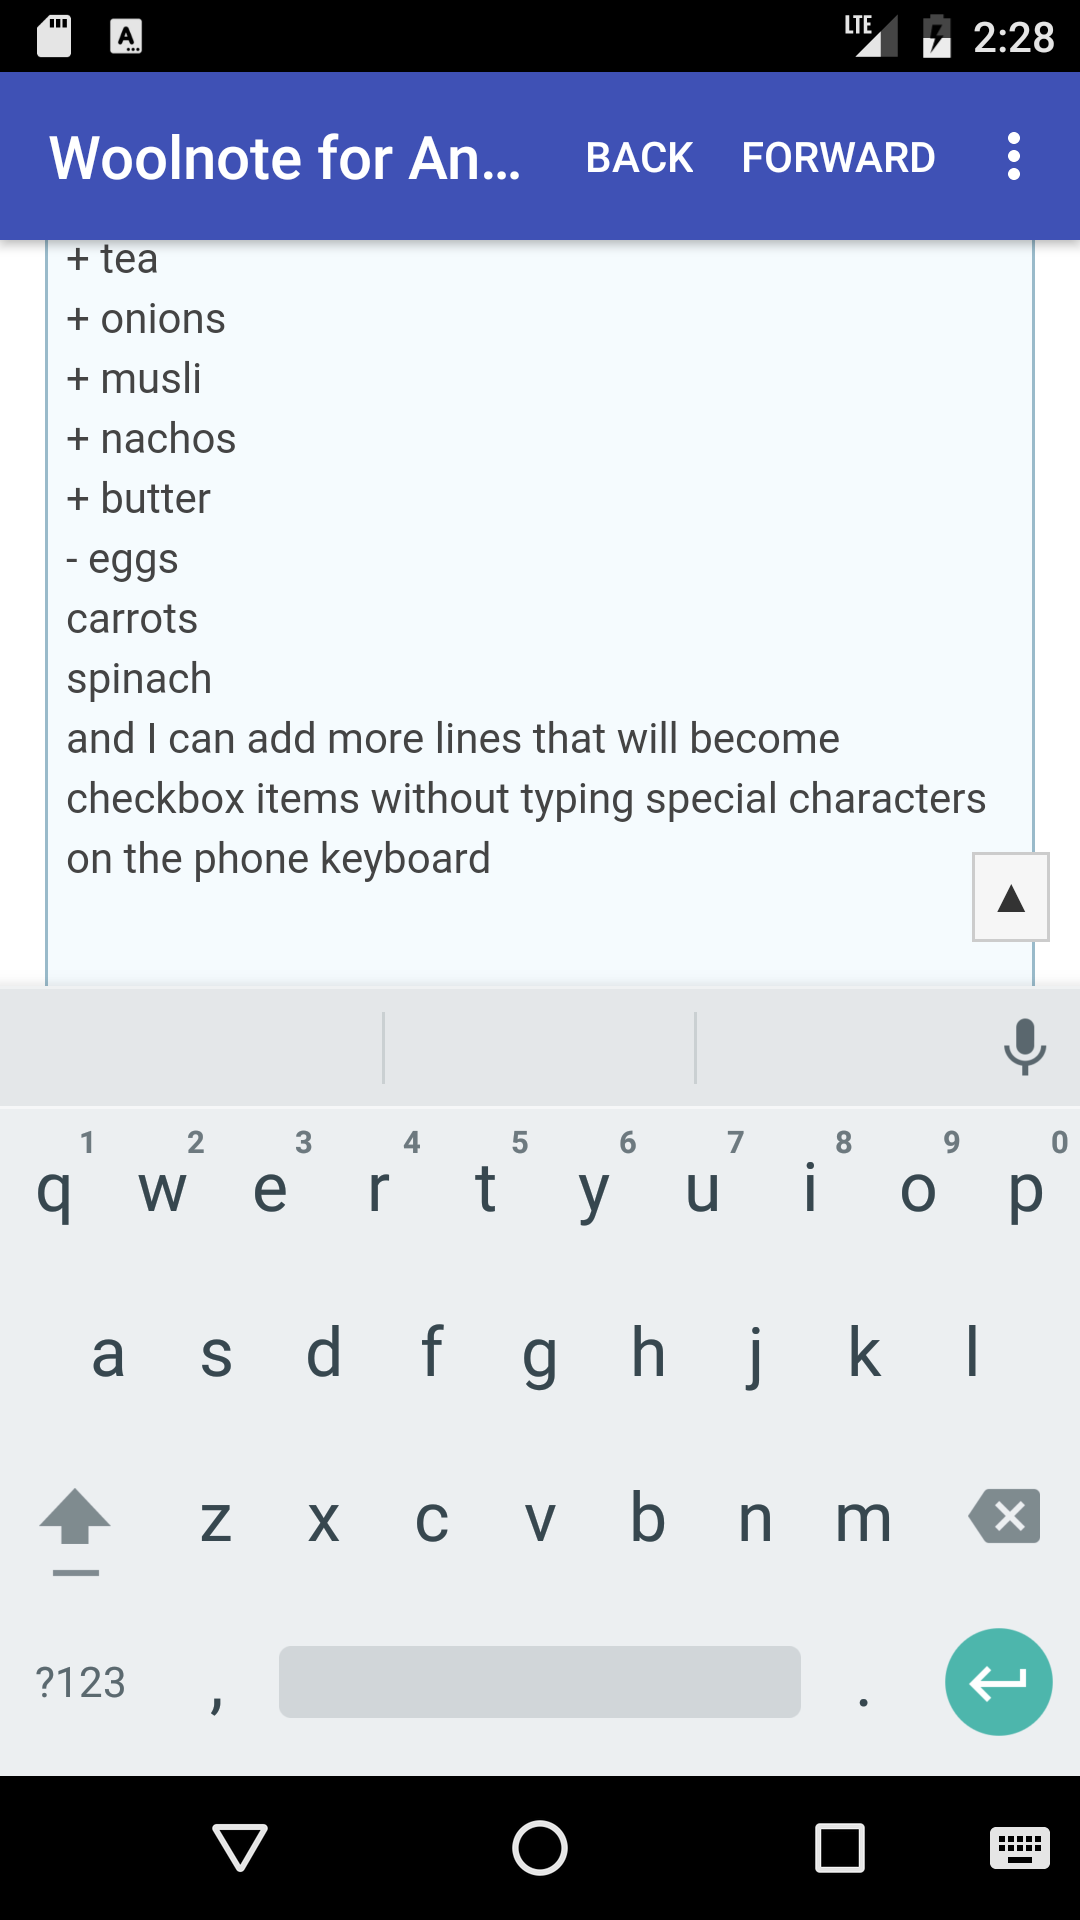 LTE 2:28
Woolnote for An... BACK FORWARD
+ tea
+ onions
+ musli
+ nachos
+ butter
- eggs
carrots
spinach
and I can add more lines that will become
checkbox items without typing special characters
on the phone keyboard
▲
1 2 3 4 5 6 7 8 9 0
q w e r t y u i o p
a s d f g h j k l
z x c v b n m
?123 , .